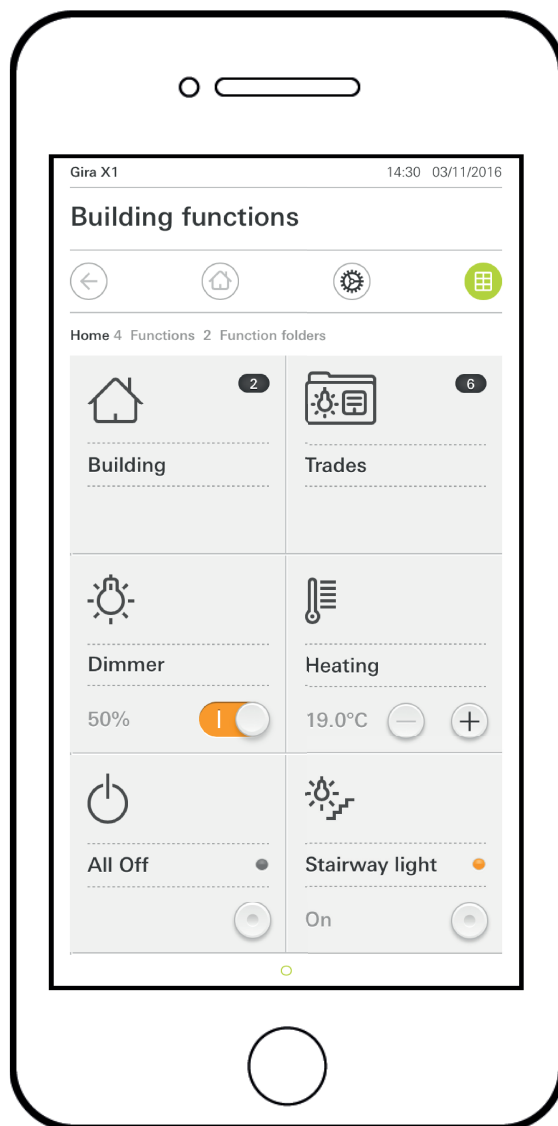 Gira X1 14:30 03/11/2016
Building functions
Home 4 Functions 2 Function folders
2 6
Building Trades
Dimmer Heating
50% 19.0°C
All Off Stairway light
On